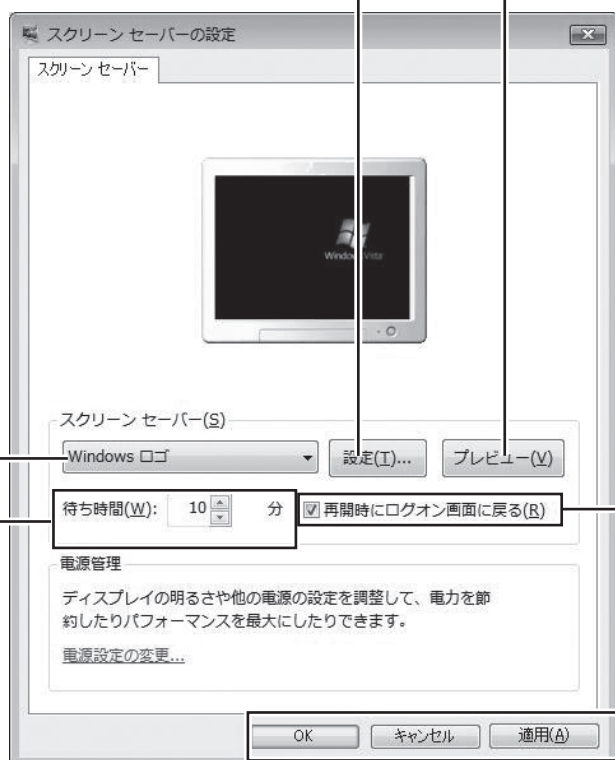 スクリーン セーバーの設定
スクリーン セーバー
Windows Vista
スクリーン セーバー(S)
Windows ロゴ
設定(T)...
プレビュー(V)
待ち時間(W): 10 分
再開時にログオン画面に戻る(R)
電源管理
ディスプレイの明るさや他の電源の設定を調整して、電力を節
約したりパフォーマンスを最大にしたりできます。
電源設定の変更...
OK
キャンセル
適用(A)